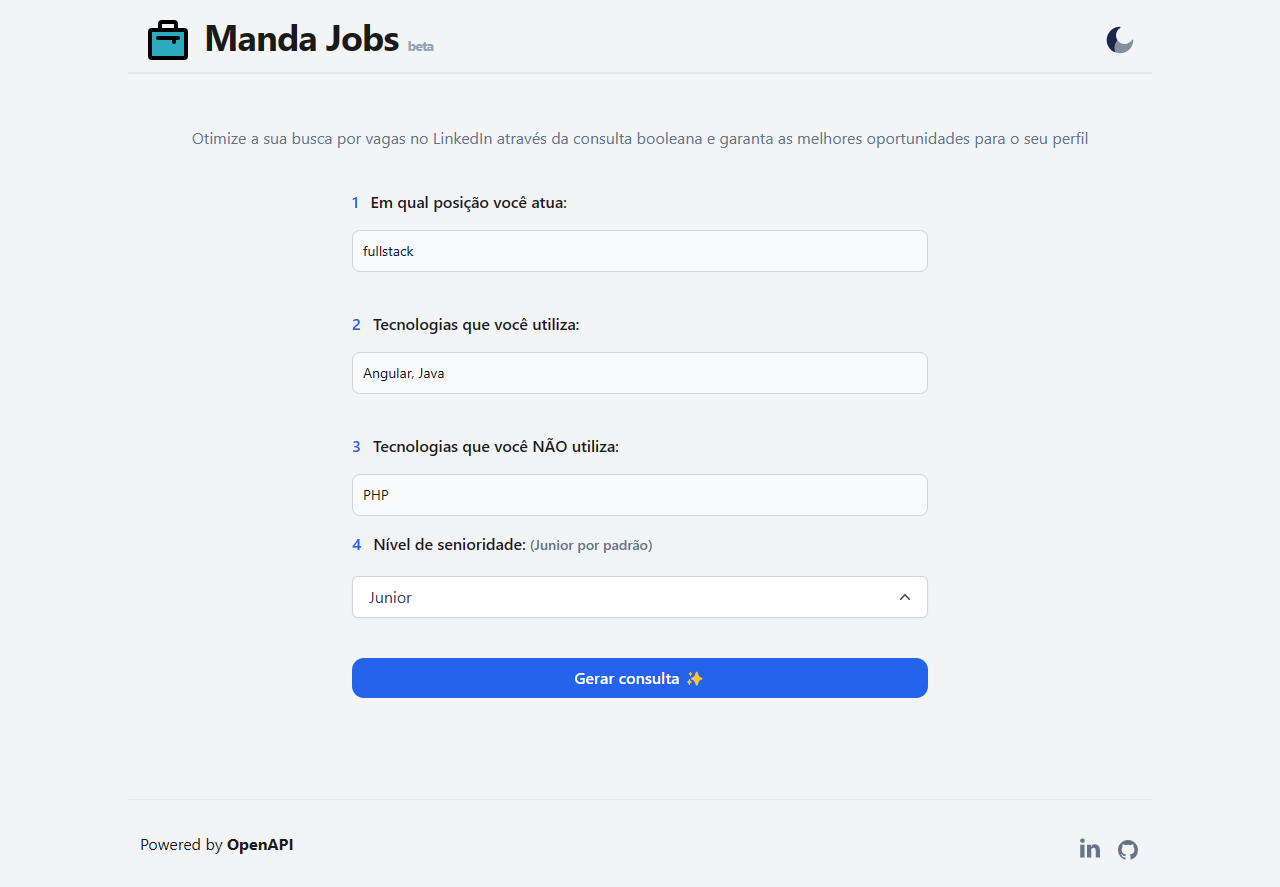 Manda Jobs beta
Otimize a sua busca por vagas no LinkedIn através da consulta booleana e garanta as melhores oportunidades para o seu perfil
1 Em qual posição você atua:
fullstack
2 Tecnologias que você utiliza:
Angular, Java
3 Tecnologias que você NÃO utiliza:
PHP
4 Nível de senioridade: (Junior por padrão)
Junior
Gerar consulta ✨
Powered by OpenAPI
in